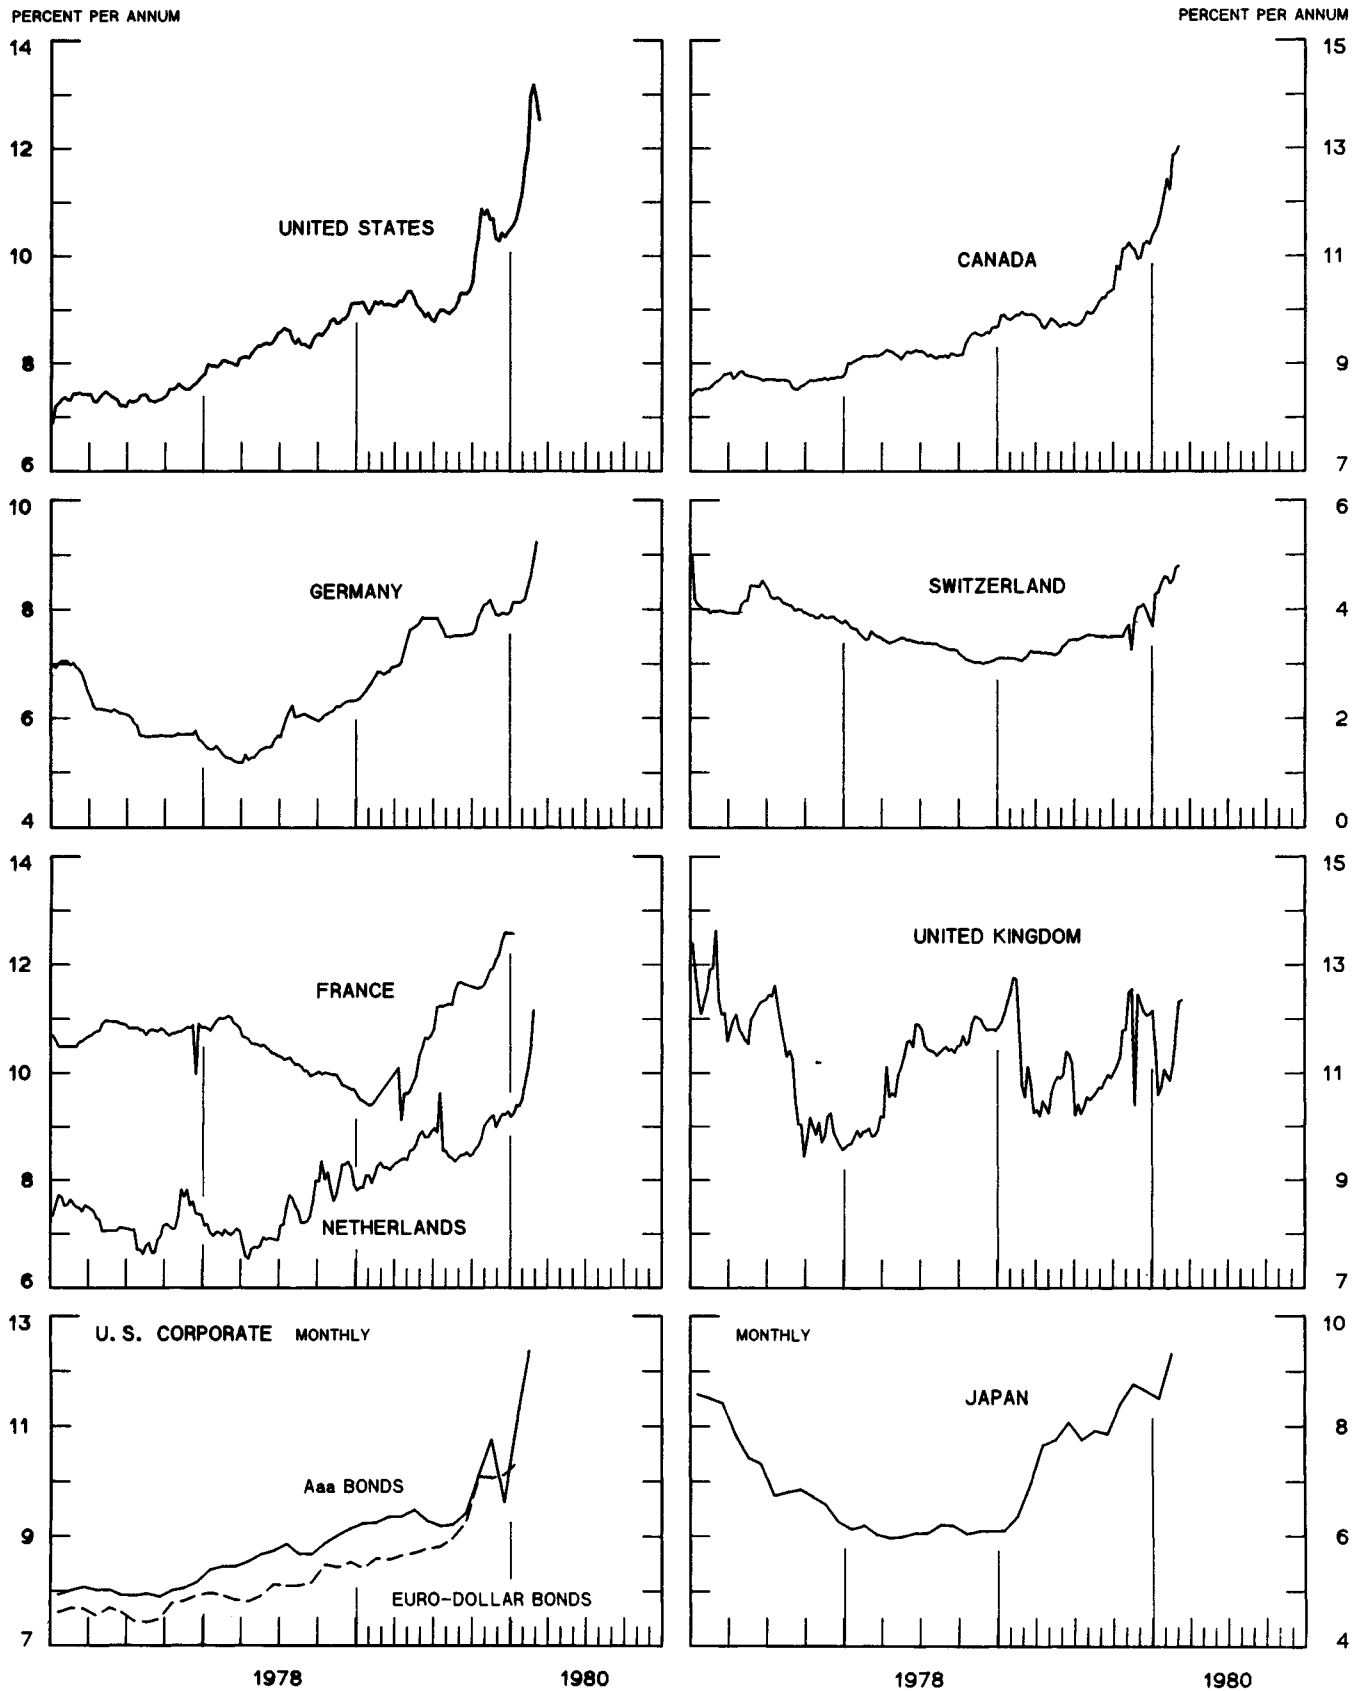 PERCENT PER ANNUM
PERCENT PER ANNUM
14
12
10
8
6
UNITED STATES
15
13
11
9
7
CANADA
10
8
6
4
GERMANY
6
4
2
0
SWITZERLAND
14
12
10
8
6
FRANCE
NETHERLANDS
15
13
11
9
7
UNITED KINGDOM
13
11
9
7
U. S. CORPORATE MONTHLY
Aaa BONDS
EURO-DOLLAR BONDS
1978
1980
10
8
6
4
MONTHLY
JAPAN
1978
1980